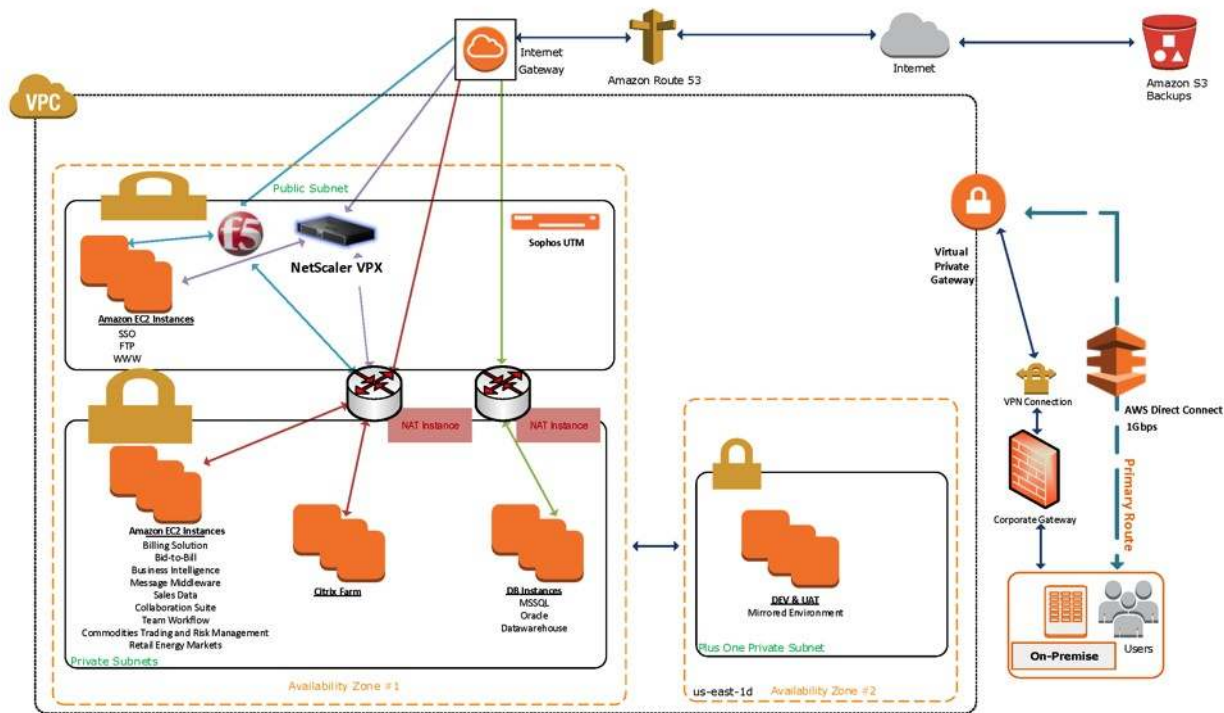 Internet
Gateway
Amazon Route 53
Internet
Amazon S3
Backups
VPC
Public Subnet
f5
NetScaler VPX
Sophos UTM
Amazon EC2 Instances
SSO
FTP
WWW
Virtual
Private
Gateway
NAT Instance
NAT Instance
VPN Connection
AWS Direct Connect
1Gbps
Primary Route
Corporate Gateway
Amazon EC2 Instances
Billing Solution
Bid-to-Bill
Business Intelligence
Message Middleware
Sales Data
Collaboration Suite
Team Workflow
Commodities Trading and Risk Management
Retail Energy Markets
Private Subnets
Citrix Farm
DB Instances
MSSQL
Oracle
Datawarehouse
DEV & UAT
Mirrored Environment
Plus One Private Subnet
On-Premise
Users
Availability Zone #1
us-east-1d
Availability Zone #2